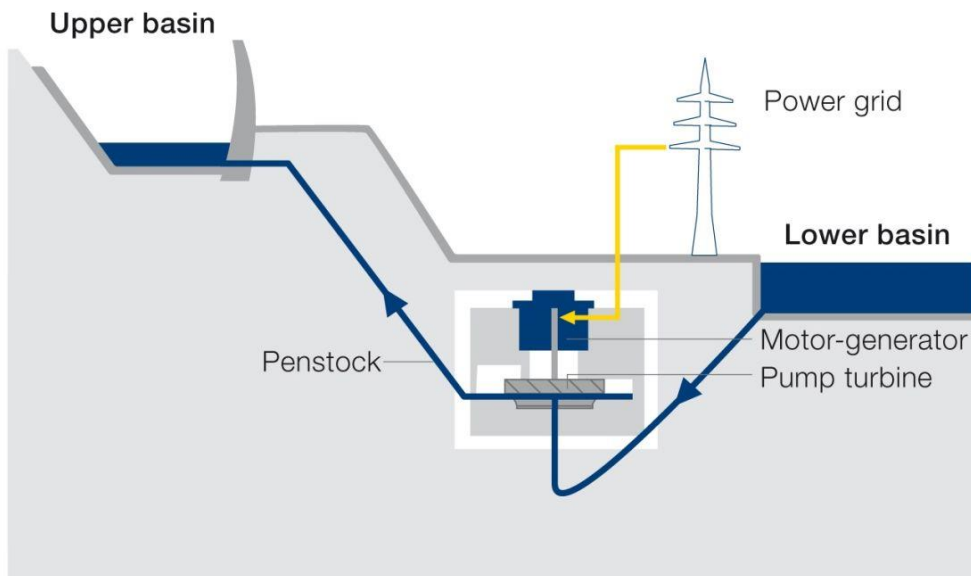 Upper basin
Power grid
Lower basin
Motor-generator
Penstock
Pump turbine